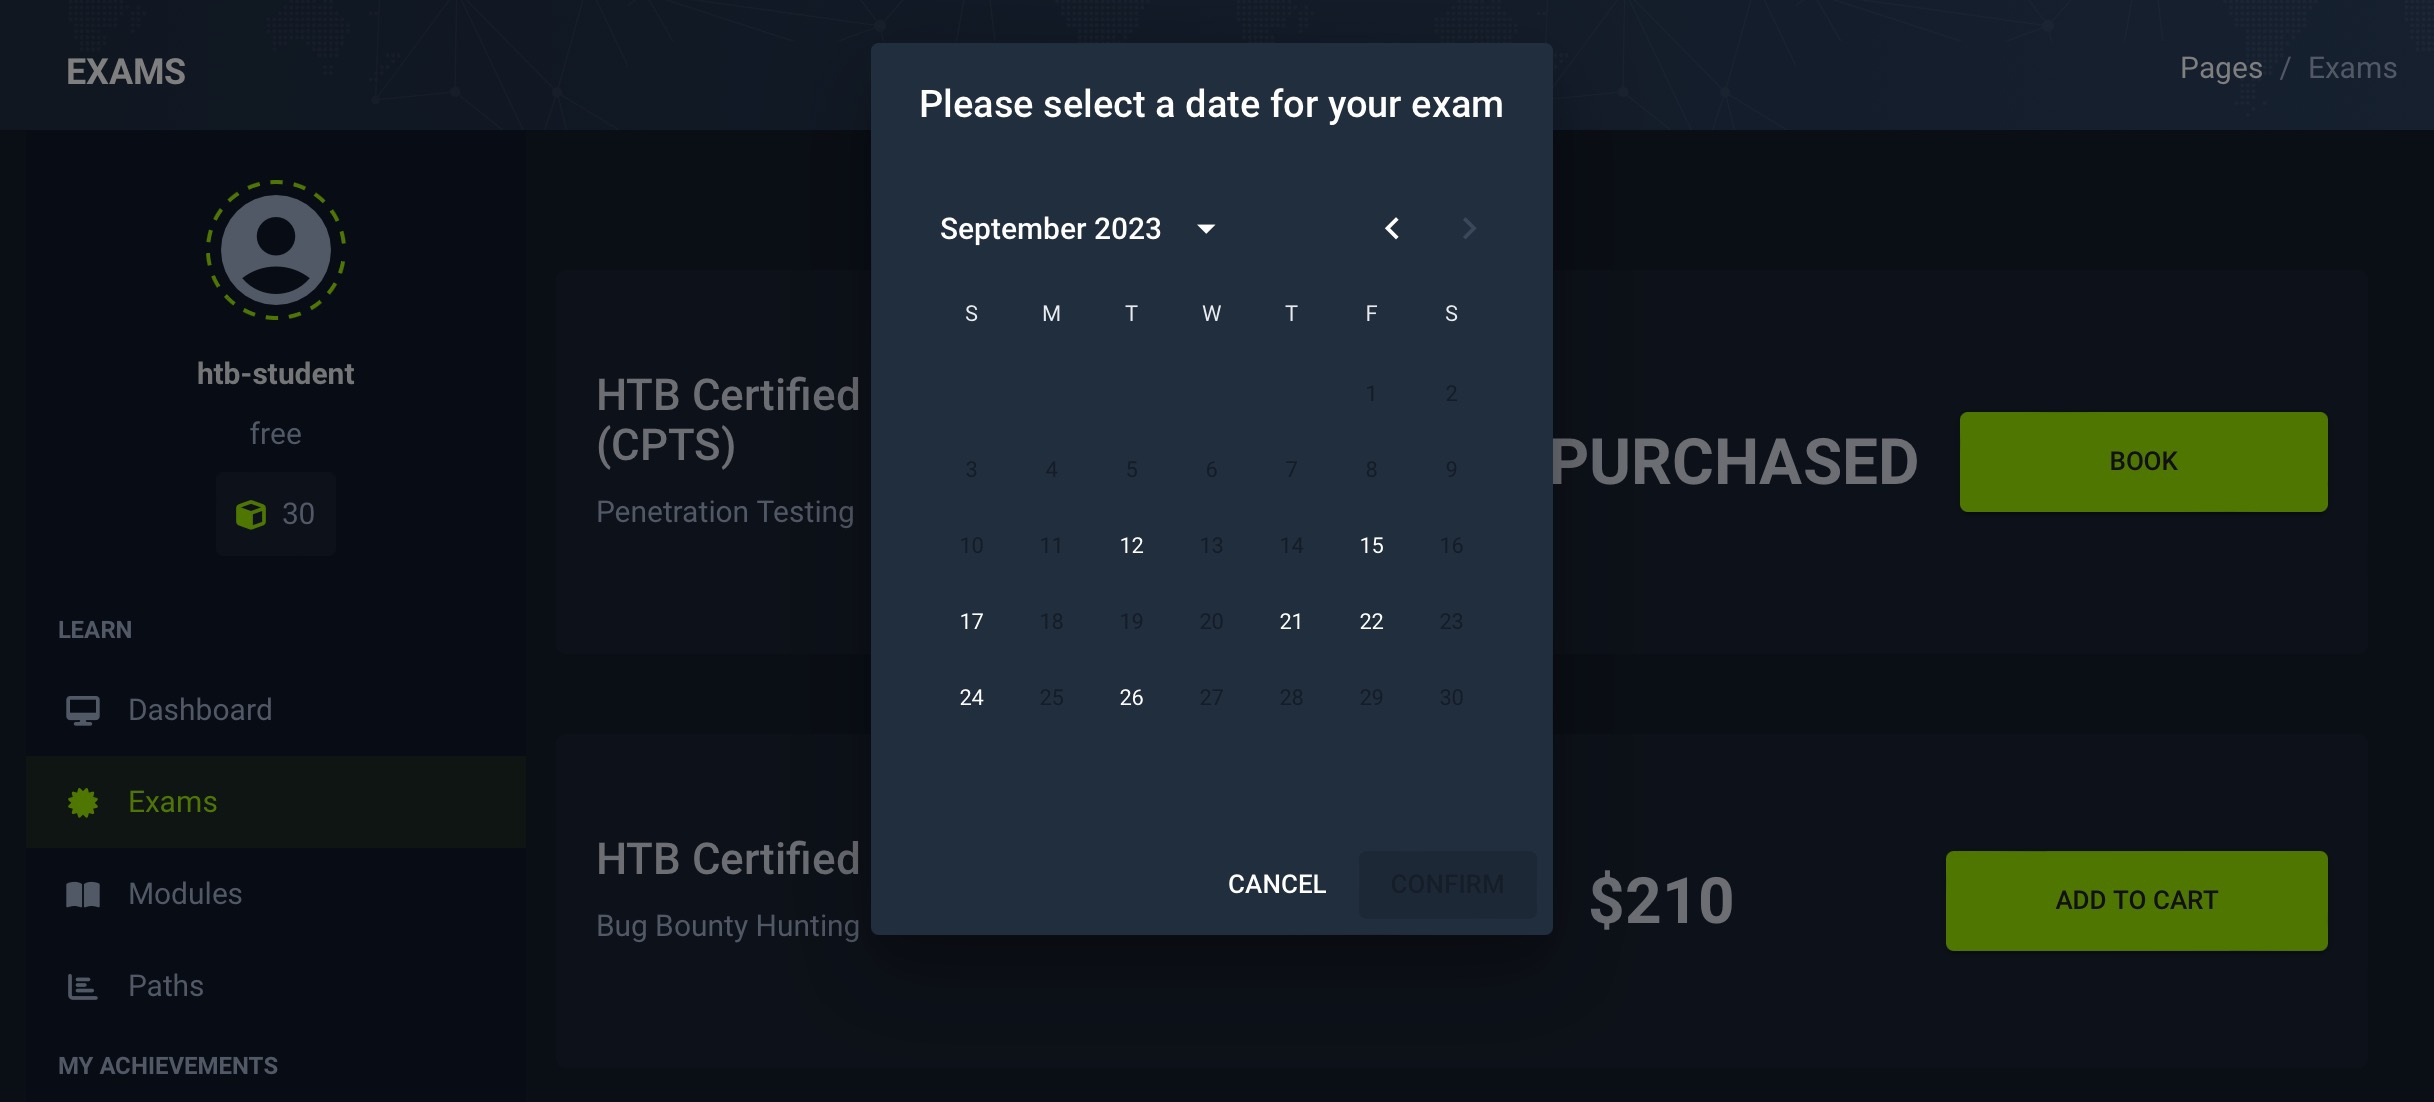 EXAMS
Pages / Exams
htb-student
free
30
LEARN
Dashboard
Exams
Modules
Paths
MY ACHIEVEMENTS
HTB Certified
(CPTS)
Penetration Testing
PURCHASED
BOOK
HTB Certified
Bug Bounty Hunting
$210
ADD TO CART
Please select a date for your exam
September 2023
S M T W T F S
1 2
3 4 5 6 7 8 9
10 11 12 13 14 15 16
17 18 19 20 21 22 23
24 25 26 27 28 29 30
CANCEL CONFIRM